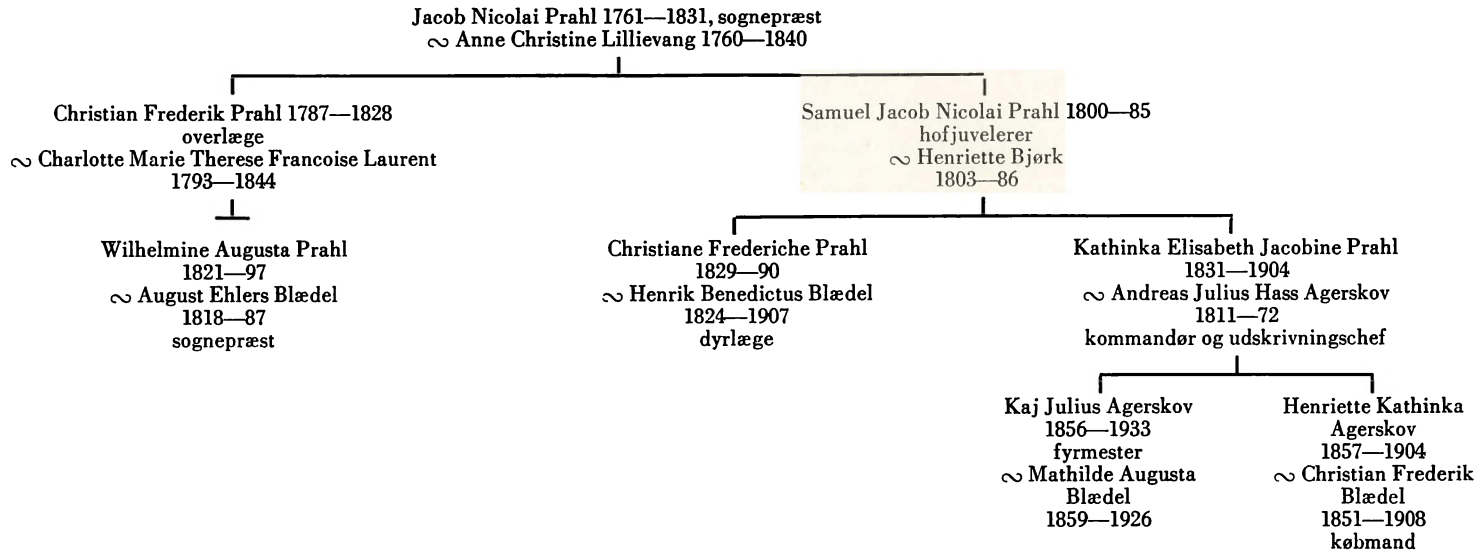 Jacob Nicolai Prahl 1761—1831, sognepræst
∾ Anne Christine Lillievang 1760—1840
Christian Frederik Prahl 1787—1828
overlæge
∾ Charlotte Marie Therese Francoise Laurent
1793—1844
Samuel Jacob Nicolai Prahl 1800—85
hofjuvelerer
∾ Henriette Bjørk
1803—86
Wilhelmine Augusta Prahl
1821—97
∾ August Ehlers Blædel
1818—87
sognepræst
Christiane Frederiche Prahl
1829—90
∾ Henrik Benedictus Blædel
1824—1907
dyrlæge
Kathinka Elisabeth Jacobine Prahl
1831—1904
∾ Andreas Julius Hass Agerskov
1811—72
kommandør og udskrivningschef
Kaj Julius Agerskov
1856—1933
fyrmester
∾ Mathilde Augusta
Blædel
1859—1926
Henriette Kathinka
Agerskov
1857—1904
∾ Christian Frederik
Blædel
1851—1908
købmand